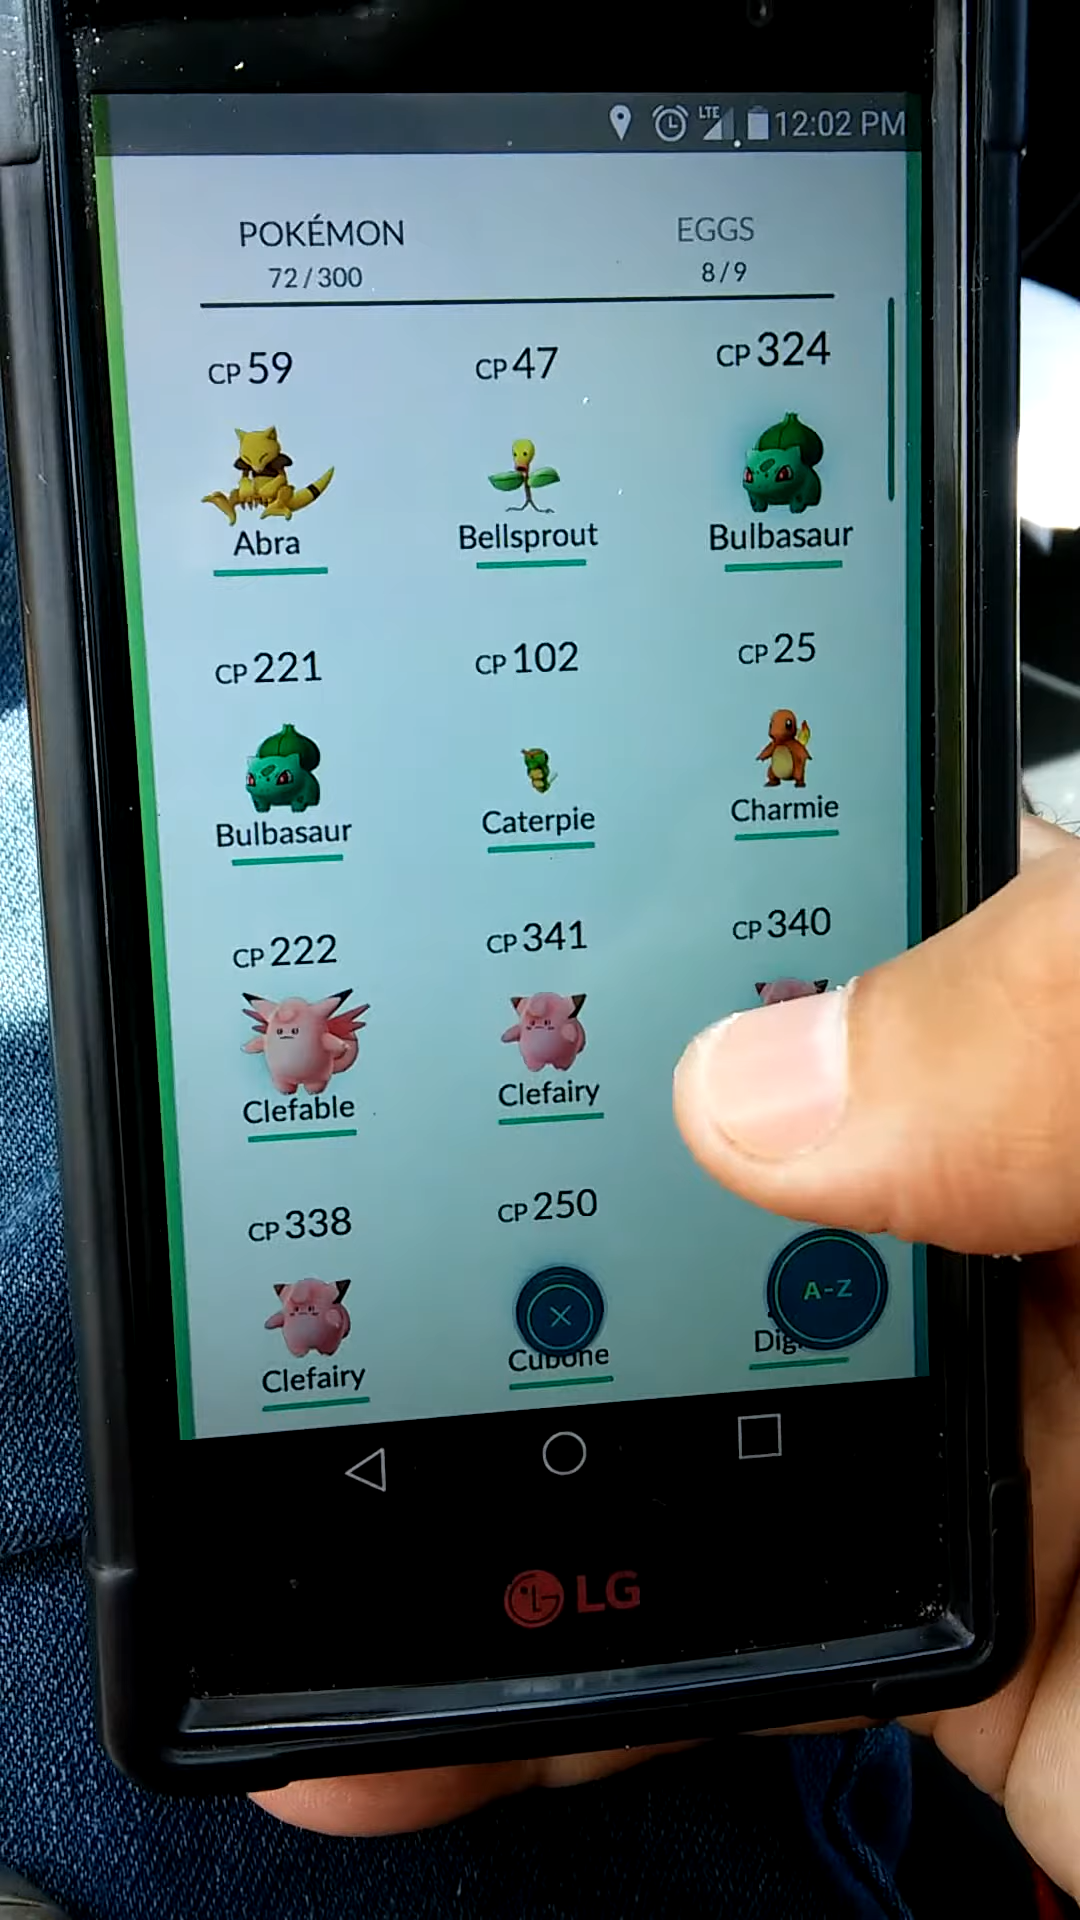 LTE 12:02 PM
POKÉMON EGGS
72/300 8/9
CP 59 CP 47 CP 324
Abra Bellsprout Bulbasaur
CP 221 CP 102 CP 25
Bulbasaur Caterpie Charmie
CP 222 CP 341 CP 340
Clefable Clefairy
CP 338 CP 250
A-Z
Clefairy Cubone
LG